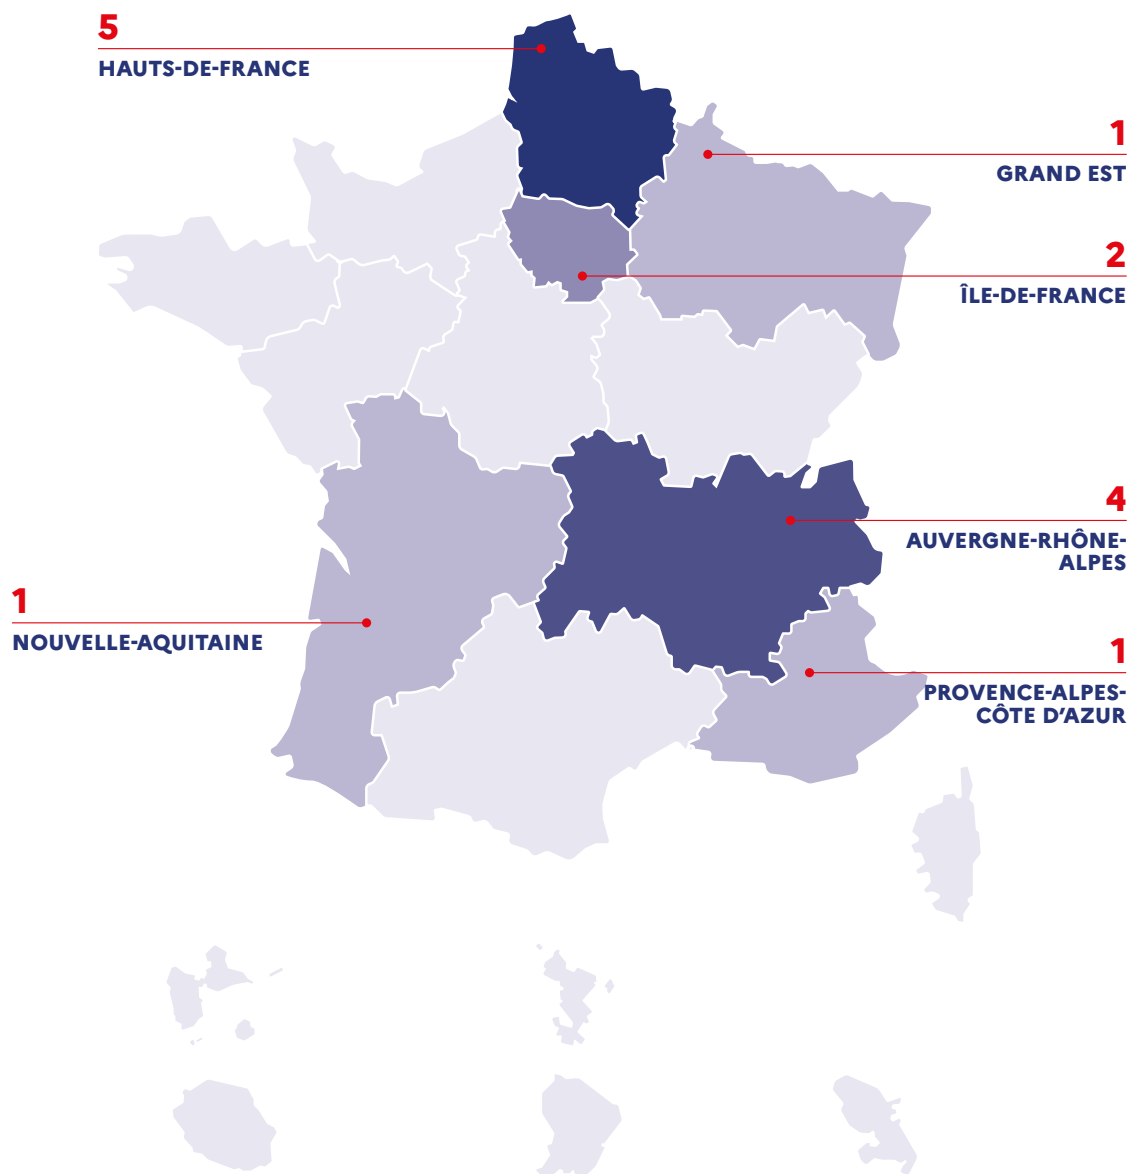 5
HAUTS-DE-FRANCE
1
GRAND EST
2
ÎLE-DE-FRANCE
4
AUVERGNE-RHÔNE-
ALPES
1
NOUVELLE-AQUITAINE
1
PROVENCE-ALPES-
CÔTE D’AZUR